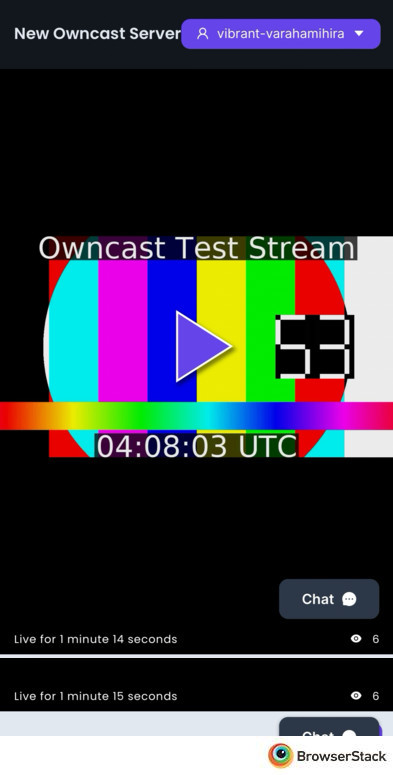 New Owncast Server
vibrant-varahamihira
Owncast Test Stream
53
04:08:03 UTC
Chat
Live for 1 minute 14 seconds
6
Live for 1 minute 15 seconds
6
Chat
BrowserStack